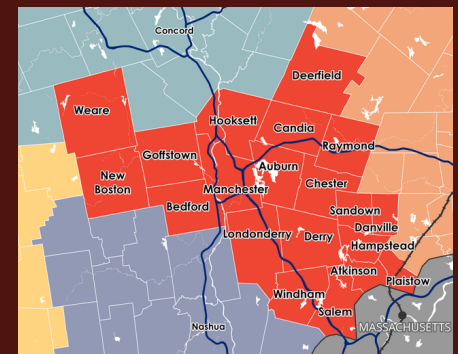 Concord
Deerfield
Weare
Hooksett
Candia
Raymond
Goffstown
Auburn
New
Boston
Chester
Manchester
Bedford
Sandown
Danville
Londonderry
Derry
Hampstead
Atkinson
Plaistow
Windham
Salem
Nashua
MASSACHUSETTS